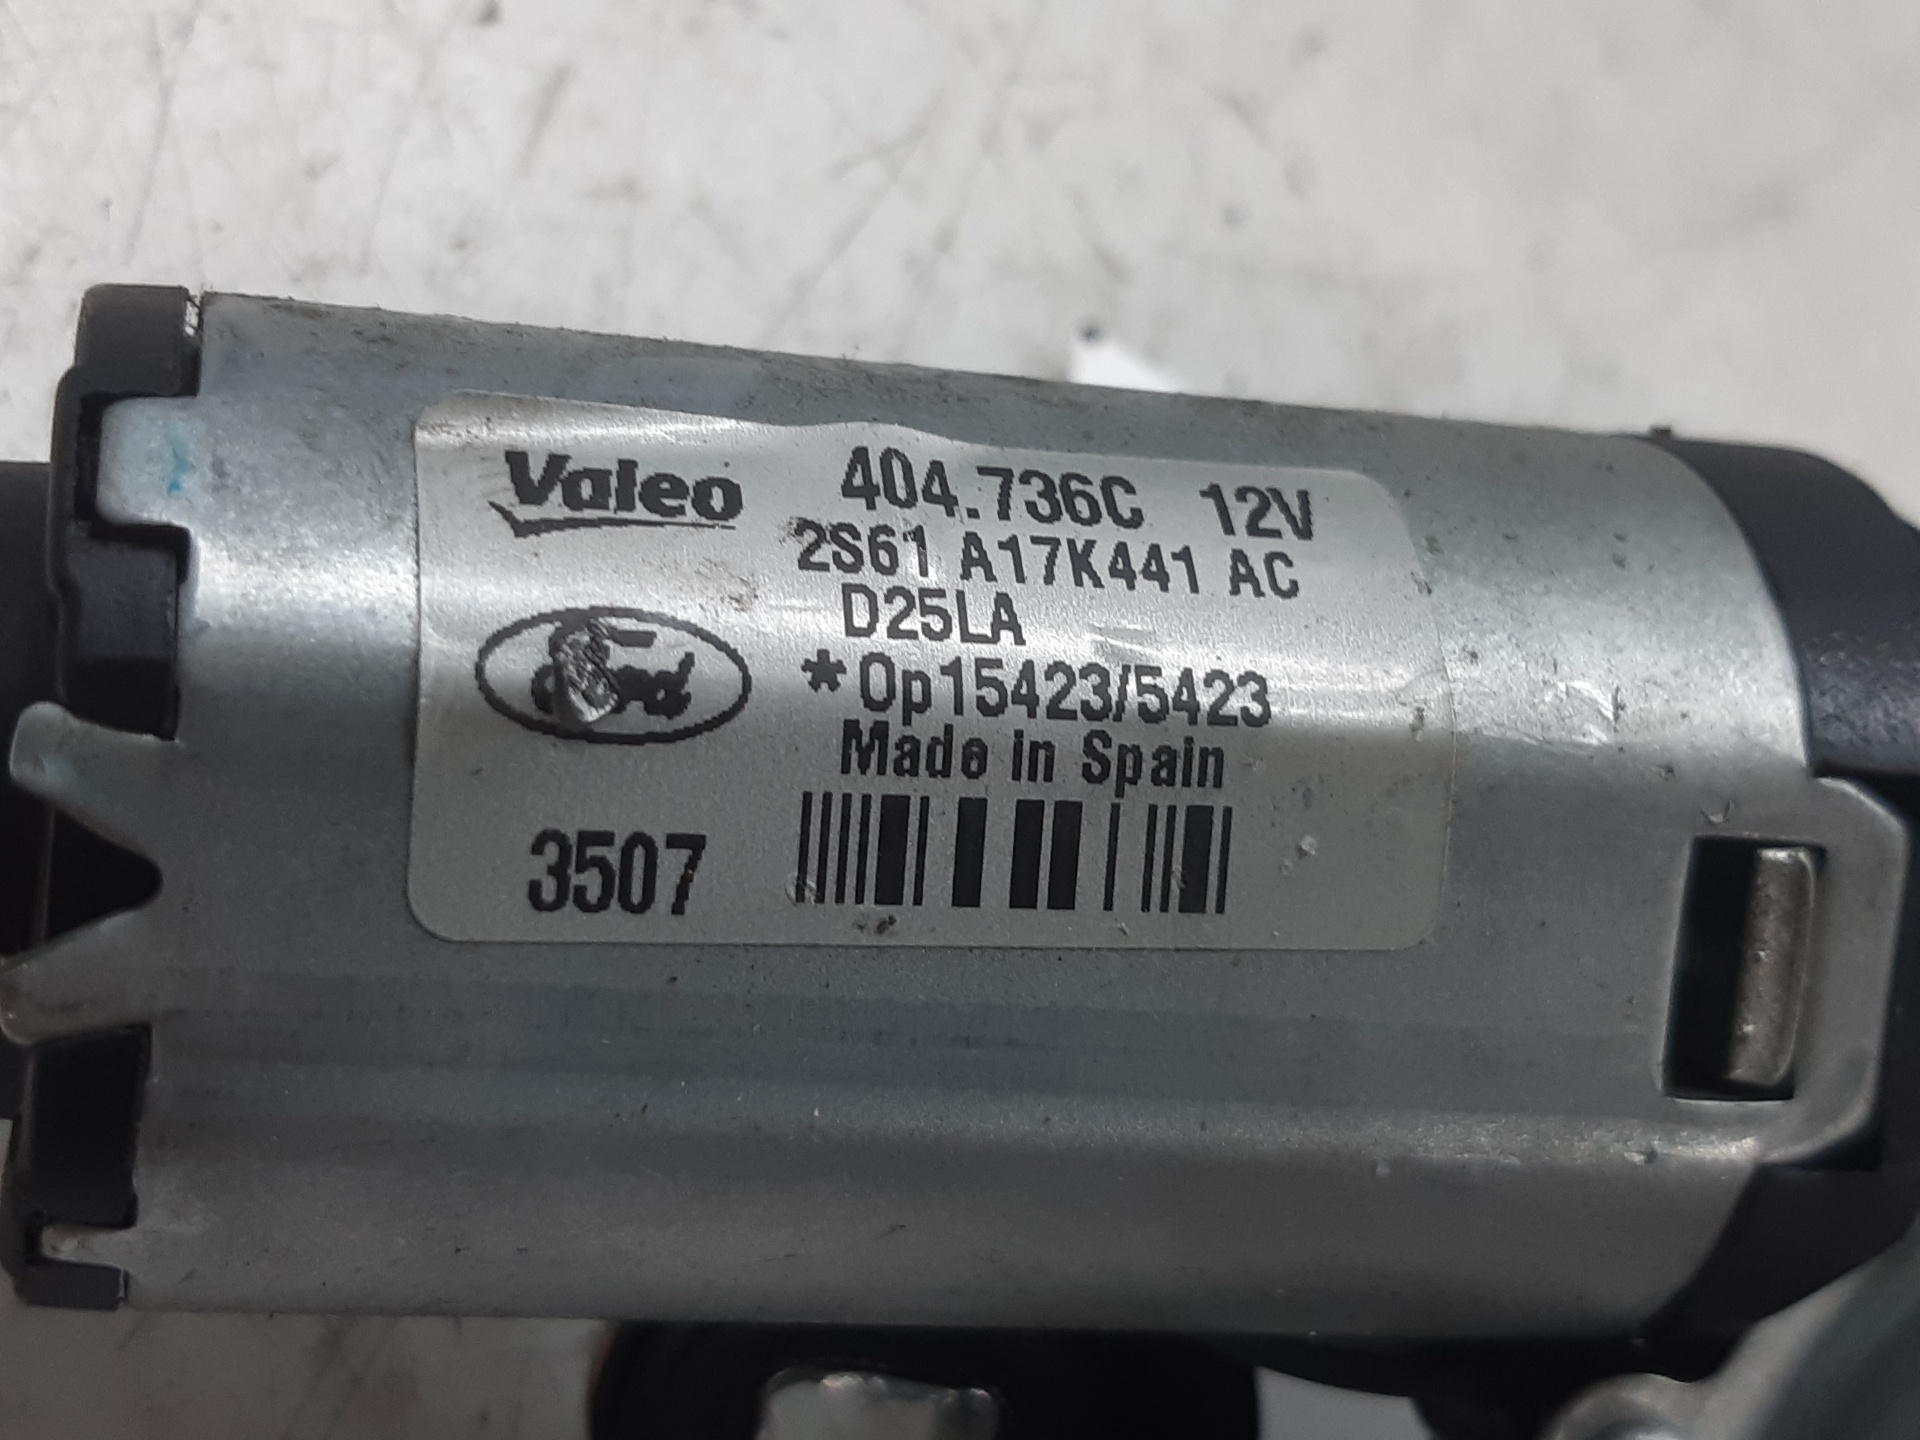 Valeo 404.736C 12V
2S61 A17K441 AC
D25LA
*Op15423/5423
Made in Spain
3507